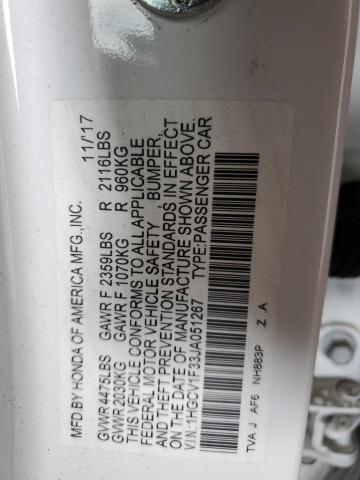 MFD.BY HONDA OF AMERICA MFG.,INC. 11/17
GVWR 4475LBS GAWR F 2359LBS R 2116LBS
GVWR 2030KG GAWR F 1070KG R 960KG
THIS VEHICLE CONFORMS TO ALL APPLICABLE
FEDERAL MOTOR VEHICLE SAFETY , BUMPER,
AND THEFT PREVENTION STANDARDS IN EFFECT
ON THE DATE OF MANUFACTURE SHOWN ABOVE.
V.I.N.:1HGCV1F33JA051267 TYPE:PASSENGER CAR
TVA J AF6 NH883P .Z A